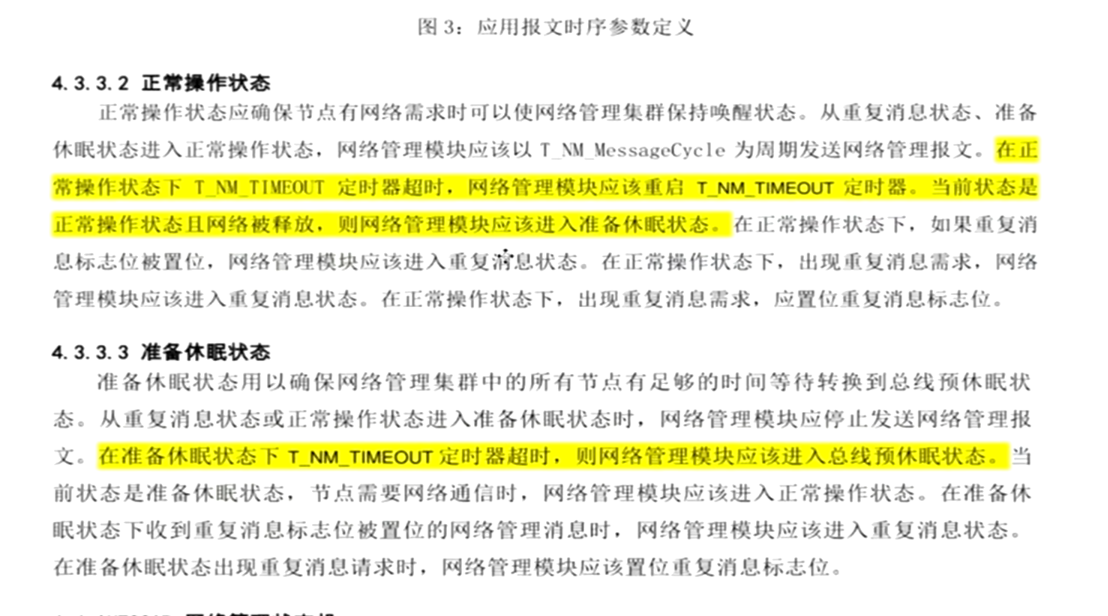 图 3: 应用报文时序参数定义
4.3.3.2 正常操作状态
正常操作状态应确保节点有网络需求时可以使网络管理集群保持唤醒状态。从重复消息状态、准备
休眠状态进入正常操作状态，网络管理模块应该以 T_NM_MessageCycle 为周期发送网络管理报文。在正
常操作状态下 T_NM_TIMEOUT 定时器超时，网络管理模块应该重启 T_NM_TIMEOUT 定时器。当前状态是
正常操作状态且网络被释放，则网络管理模块应该进入准备休眠状态。在正常操作状态下，如果重复消
息标志位被置位，网络管理模块应该进入重复消息状态。在正常操作状态下，出现重复消息需求，网络
管理模块应该进入重复消息状态。在正常操作状态下，出现重复消息需求，应置位重复消息标志位。
4.3.3.3 准备休眠状态
准备休眠状态用以确保网络管理集群中的所有节点有足够的时间等待转换到总线预休眠状
态。从重复消息状态或正常操作状态进入准备休眠状态时，网络管理模块应停止发送网络管理报
文。在准备休眠状态下 T_NM_TIMEOUT 定时器超时，则网络管理模块应该进入总线预休眠状态。当
前状态是准备休眠状态，节点需要网络通信时，网络管理模块应该进入正常操作状态。在准备休
眠状态下收到重复消息标志位被置位的网络管理消息时，网络管理模块应该进入重复消息状态。
在准备休眠状态出现重复消息请求时，网络管理模块应该置位重复消息标志位。